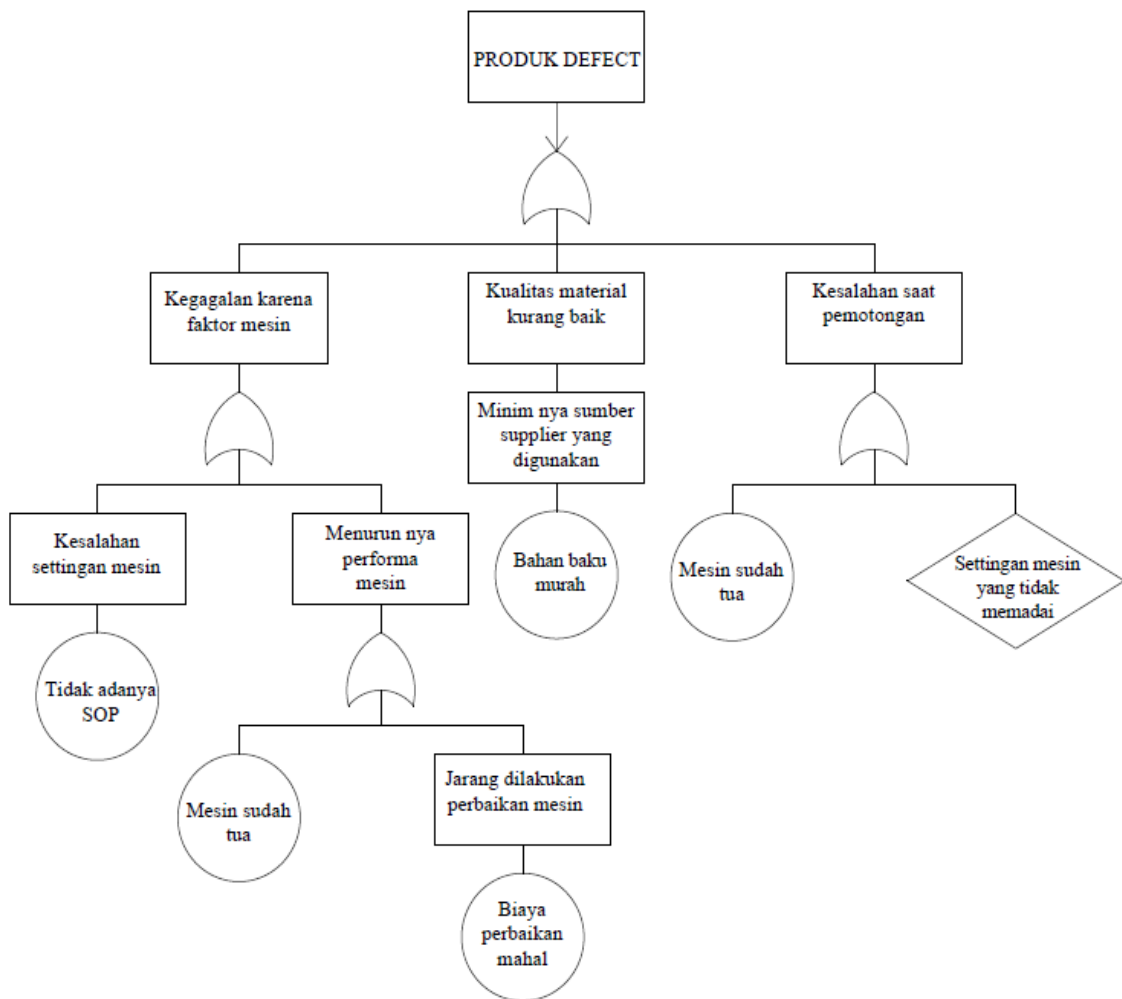 PRODUK DEFECT
Kegagalan karena
faktor mesin
Kualitas material
kurang baik
Kesalahan saat
pemotongan
Minim nya sumber
supplier yang
digunakan
Kesalahan
settingan mesin
Menurun nya
performa
mesin
Bahan baku
murah
Mesin sudah
tua
Settingan mesin
yang tidak
memadai
Tidak adanya
SOP
Mesin sudah
tua
Jarang dilakukan
perbaikan mesin
Biaya
perbaikan
mahal